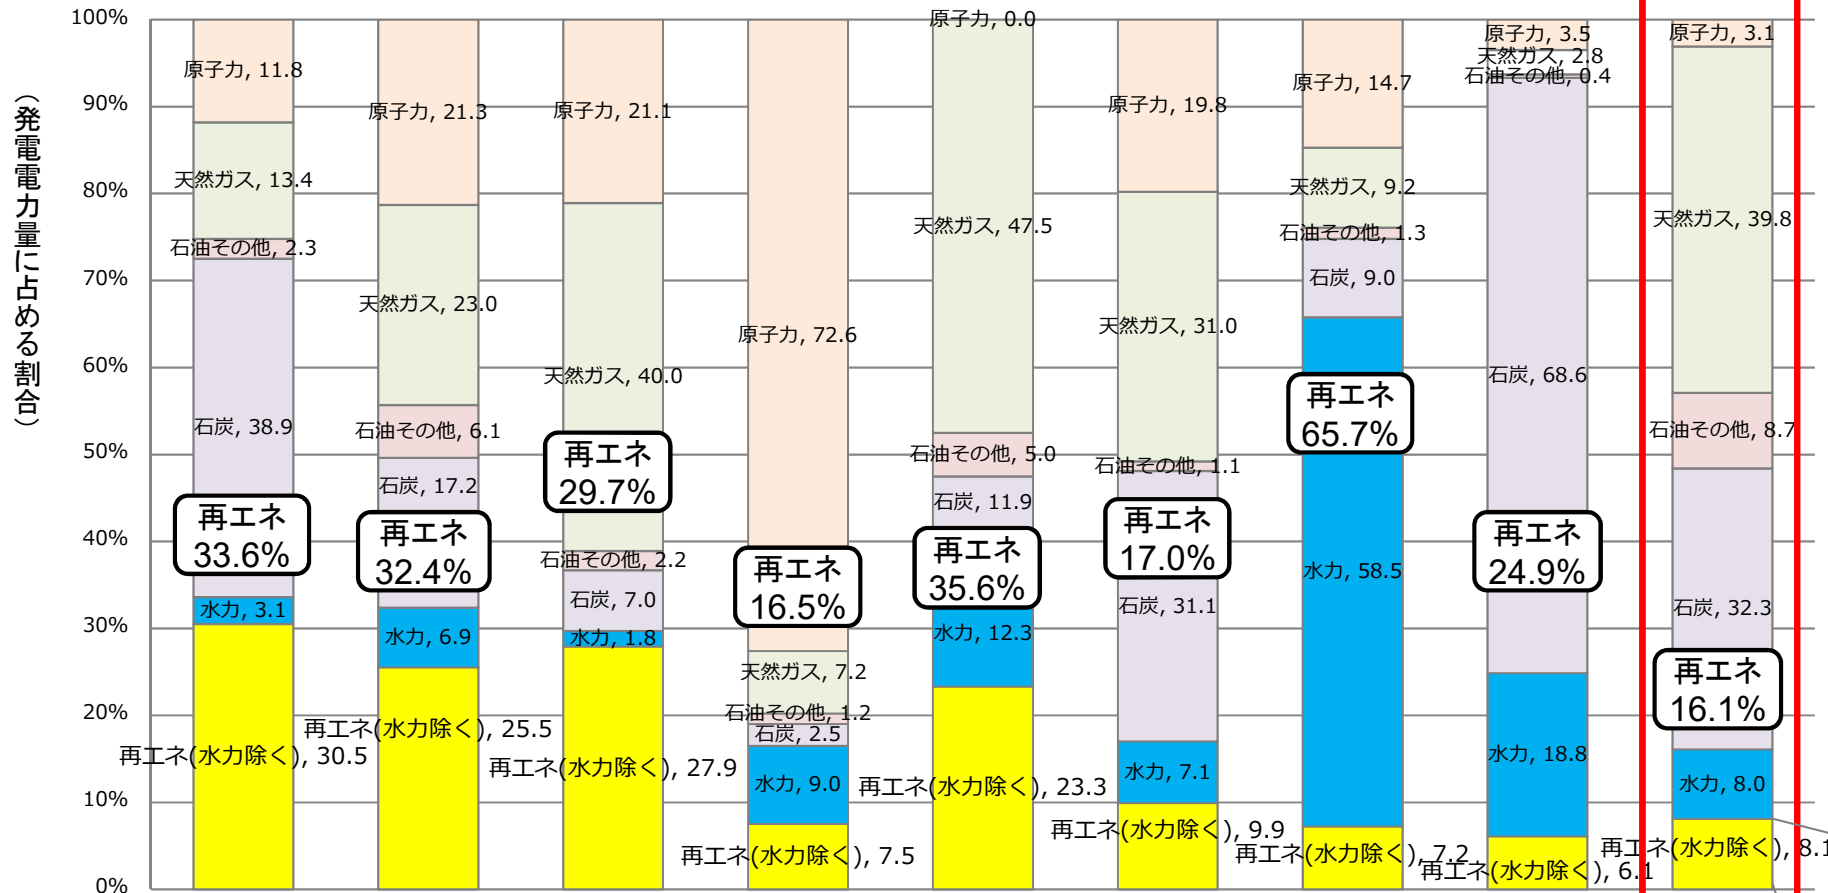 （発電電力量に占める割合）
100%
90%
80%
70%
60%
50%
40%
30%
20%
10%
0%
原子力, 11.8
天然ガス, 13.4
石油その他, 2.3
石炭, 38.9
再エネ
33.6%
水力, 3.1
再エネ(水力除く), 30.5
原子力, 21.3
天然ガス, 23.0
石油その他, 6.1
石炭, 17.2
再エネ
32.4%
水力, 6.9
再エネ(水力除く), 25.5
原子力, 21.1
天然ガス, 40.0
再エネ
29.7%
石油その他, 2.2
石炭, 7.0
水力, 1.8
再エネ(水力除く), 27.9
原子力, 72.6
再エネ
16.5%
天然ガス, 7.2
石油その他, 1.2
石炭, 2.5
水力, 9.0
再エネ(水力除く), 7.5
原子力, 0.0
天然ガス, 47.5
石油その他, 5.0
石炭, 11.9
再エネ
35.6%
水力, 12.3
再エネ(水力除く), 23.3
原子力, 19.8
天然ガス, 31.0
石油その他, 1.1
再エネ
17.0%
石炭, 31.1
水力, 7.1
再エネ(水力除く), 9.9
原子力, 14.7
天然ガス, 9.2
石油その他, 1.3
石炭, 9.0
再エネ
65.7%
水力, 58.5
再エネ(水力除く), 7.2
原子力, 3.5
天然ガス, 2.8
石油その他, 0.4
石炭, 68.6
再エネ
24.9%
水力, 18.8
再エネ(水力除く), 6.1
原子力, 3.1
天然ガス, 39.8
石油その他, 8.7
石炭, 32.3
再エネ
16.1%
水力, 8.0
再エネ(水力除く), 8.1